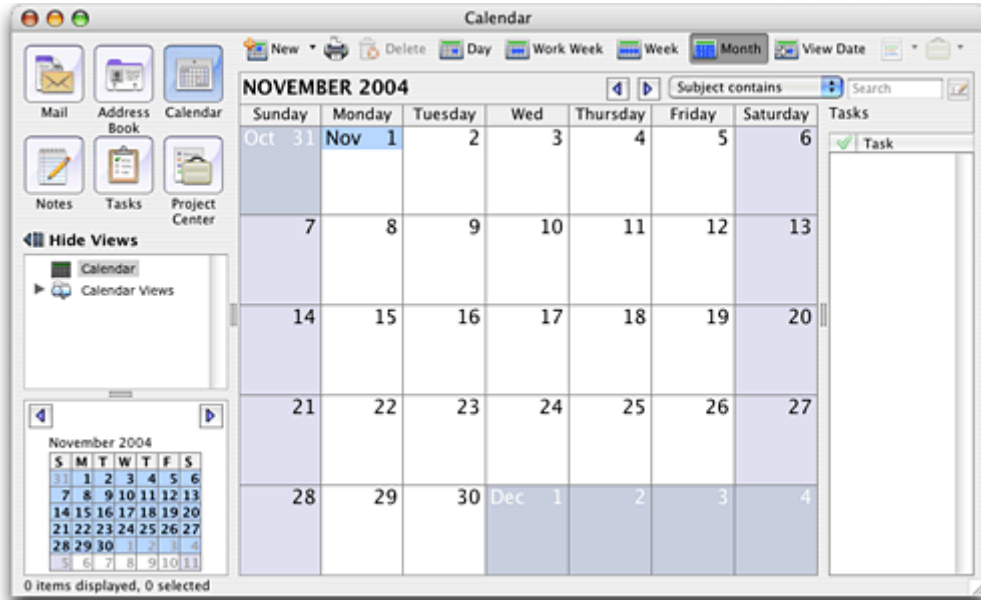 Calendar
New Delete Day Work Week Week Month View Date
Mail Address Book Calendar
Notes Tasks Project Center
Hide Views
Calendar
Calendar Views
November 2004
S M T W T F S
31 1 2 3 4 5 6
7 8 9 10 11 12 13
14 15 16 17 18 19 20
21 22 23 24 25 26 27
28 29 30 1 2 3 4
5 6 7 8 9 10 11
0 items displayed, 0 selected
NOVEMBER 2004 Subject contains Search
Sunday Monday Tuesday Wed Thursday Friday Saturday
Oct 31 Nov 1 2 3 4 5 6
7 8 9 10 11 12 13
14 15 16 17 18 19 20
21 22 23 24 25 26 27
28 29 30 Dec 1 2 3 4
Tasks
Task